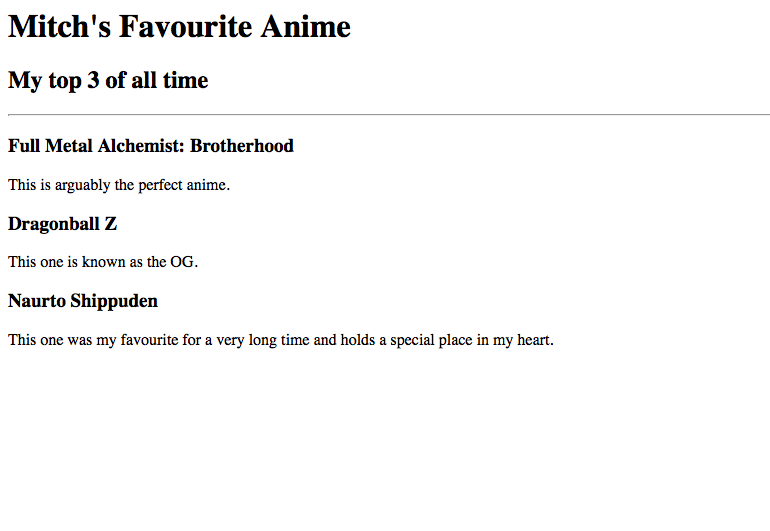 Mitch's Favourite Anime
My top 3 of all time
Full Metal Alchemist: Brotherhood
This is arguably the perfect anime.
Dragonball Z
This one is known as the OG.
Naurto Shippuden
This one was my favourite for a very long time and holds a special place in my heart.